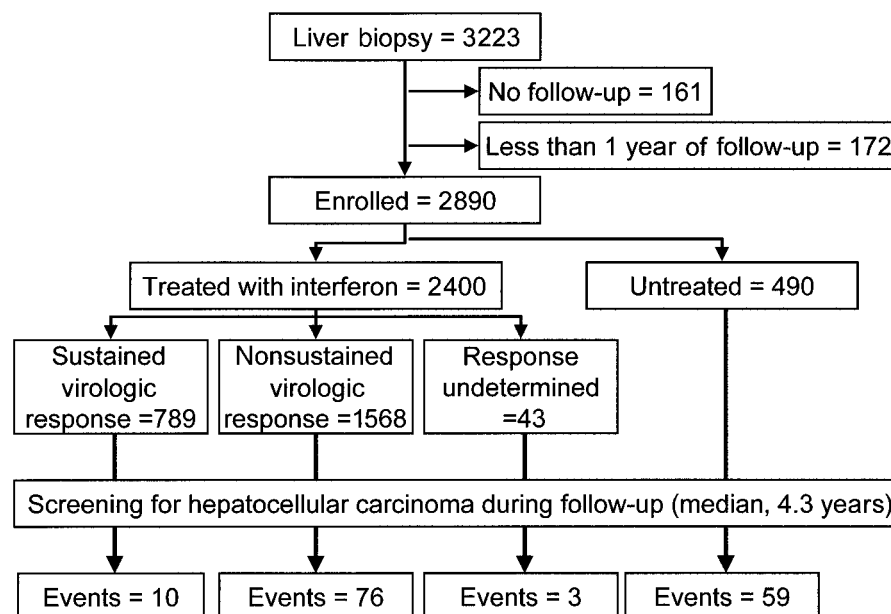 Liver biopsy = 3223
No follow-up = 161
Less than 1 year of follow-up = 172
Enrolled = 2890
Treated with interferon = 2400
Untreated = 490
Sustained
virologic
response =789
Nonsustained
virologic
response =1568
Response
undetermined
=43
Screening for hepatocellular carcinoma during follow-up (median, 4.3 years)
Events = 10
Events = 76
Events = 3
Events = 59